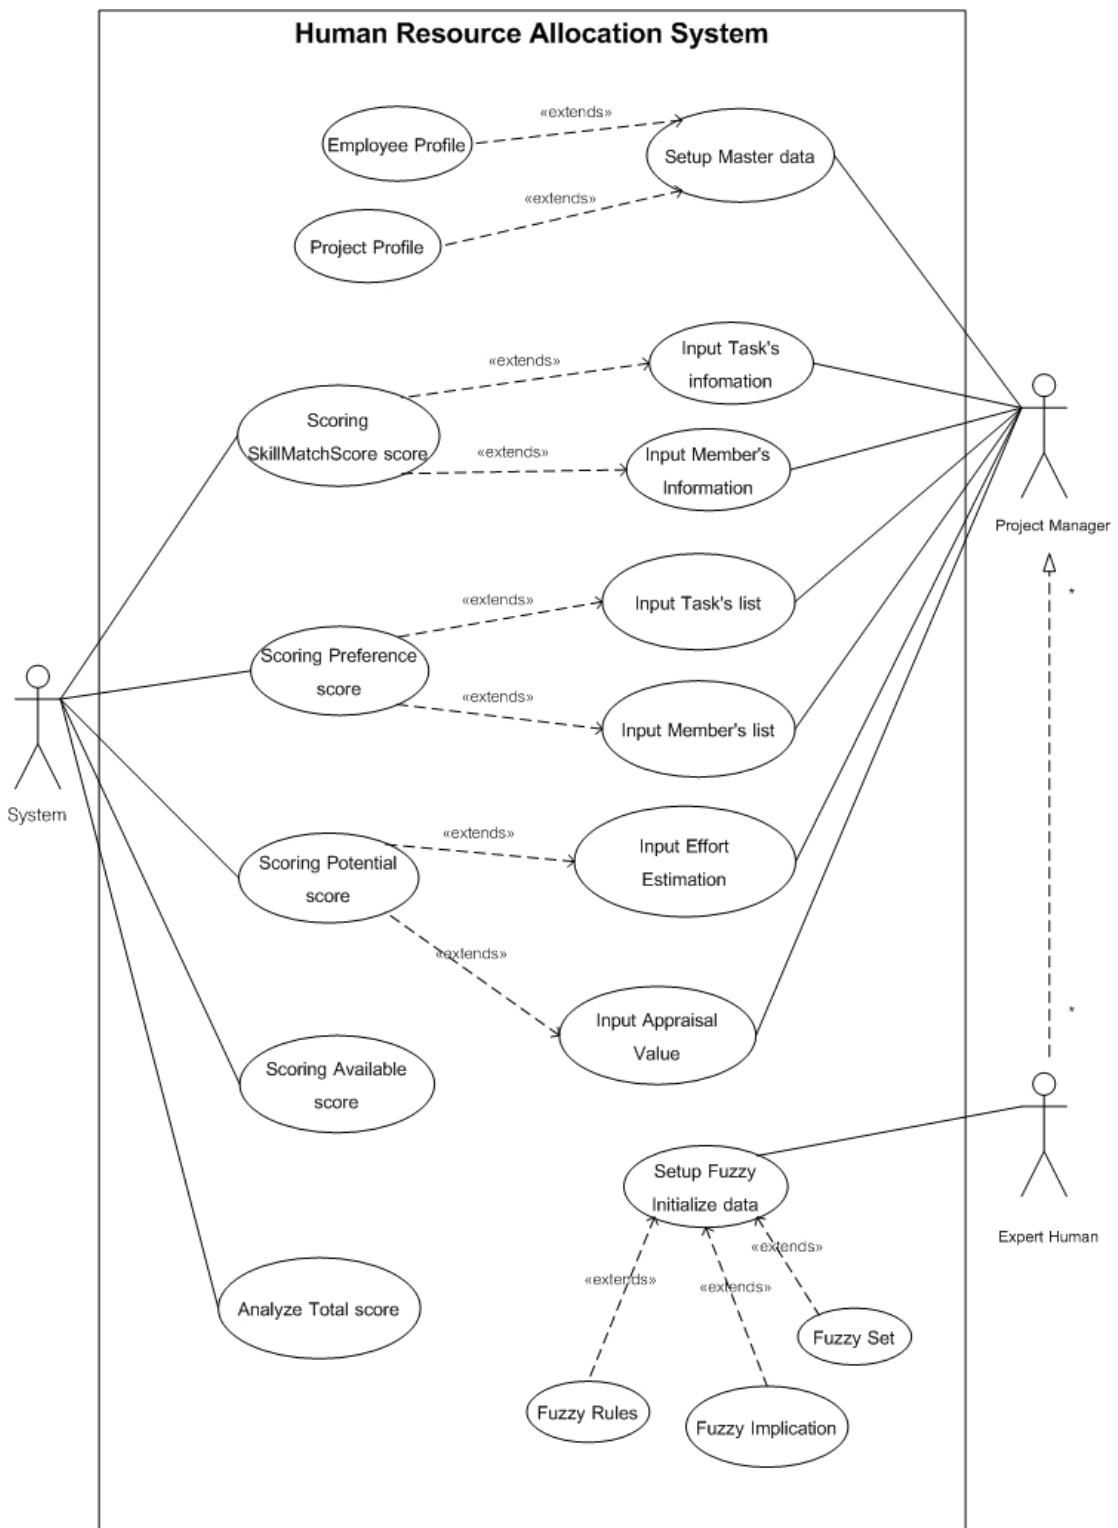 Human Resource Allocation System
«extends»
Employee Profile
Setup Master data
«extends»
Project Profile
Input Task's
infomation
«extends»
Scoring
SkillMatchScore score
«extends»
Input Member's
Information
Project Manager
«extends»
Input Task's list
*
Scoring Preference
score
«extends»
Input Member's list
System
«extends»
Input Effort
Estimation
Scoring Potential
score
«extends»
Input Appraisal
Value
*
Scoring Available
score
Setup Fuzzy
Initialize data
Expert Human
«extends»
«extends»
«extends»
Analyze Total score
Fuzzy Set
Fuzzy Rules
Fuzzy Implication